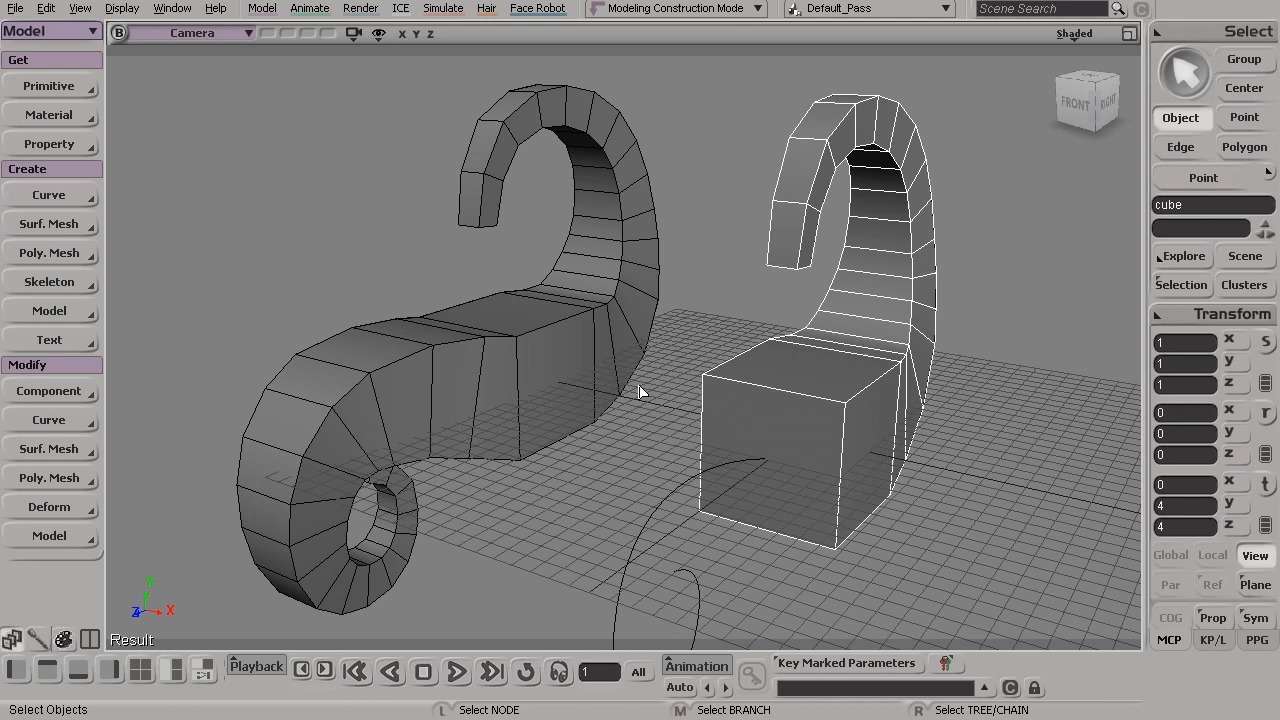 File Edit View Display Window Help Model Animate Render ICE Simulate Hair Face Robot Modeling Construction Mode Default_Pass Scene Search
Model
Get
Primitive
Material
Property
Create
Curve
Surf. Mesh
Poly. Mesh
Skeleton
Model
Text
Modify
Component
Curve
Surf. Mesh
Poly. Mesh
Deform
Model
B Camera X Y Z Shaded
FRONT RIGHT
Y
Z X
Result
Select
Group
Center
Object Point
Edge Polygon
Point
cube
Explore Scene
Selection Clusters
Transform
1 x s
1 y
1 z
0 x r
0 y
0 z
0 x t
4 y
4 z
Global Local View
Par Ref Plane
COG Prop Sym
MCP KP/L PPG
Playback 1 All
Animation
Auto
Key Marked Parameters
Select Objects L Select NODE M Select BRANCH R Select TREE/CHAIN